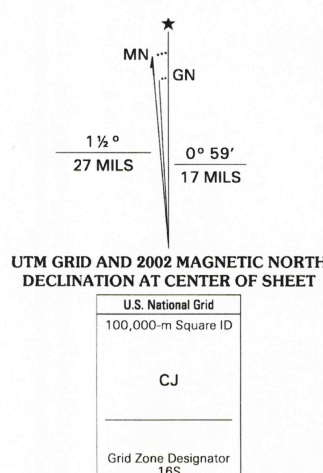 MN
GN
1½°
27 MILS
0° 59′
17 MILS
UTM GRID AND 2002 MAGNETIC NORTH
DECLINATION AT CENTER OF SHEET
U.S. National Grid
100,000-m Square ID
CJ
Grid Zone Designator
16S